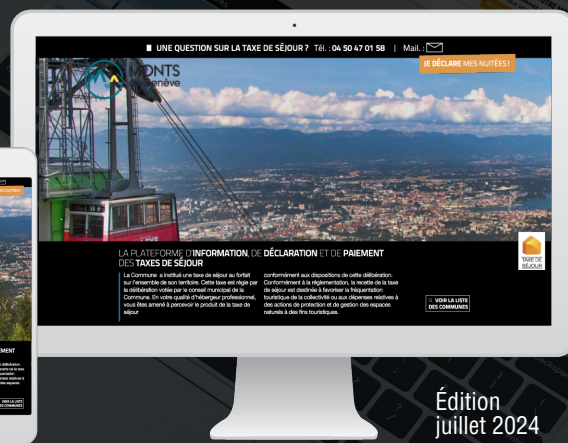 UNE QUESTION SUR LA TAXE DE SÉJOUR ? Tél. : 04 50 47 01 58 | Mail. :
JE DÉCLARE MES NUITÉES !
MONTS
Genève
LA PLATEFORME D'INFORMATION, DE DÉCLARATION ET DE PAIEMENT
DES TAXES DE SÉJOUR
La Commune a institué une taxe de séjour au forfait
sur l'ensemble de son territoire. Cette taxe est régie par
la délibération votée par le conseil municipal de la
Commune. En votre qualité d'hébergeur professionnel,
vous êtes amené à percevoir le produit de la taxe de
séjour
conformément aux dispositions de cette délibération.
Conformément à la réglementation, la recette de la taxe
de séjour est destinée à favoriser la fréquentation
touristique de la collectivité ou aux dépenses relatives à
des actions de protection et de gestion des espaces
naturels à des fins touristiques.
VOIR LA LISTE
DES COMMUNES
TAXE DE
SÉJOUR
VOIR LA LISTE
DES COMMUNES
Édition
juillet 2024